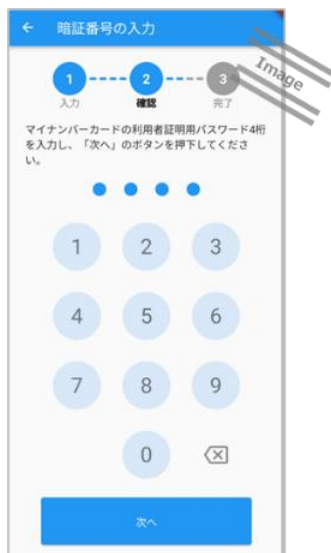 ← 暗証番号の入力
Image
1 2 3
入力 確認 完了
マイナンバーカードの利用者証明用パスワード4桁
を入力し、「次へ」のボタンを押下してくださ
い。
1 2 3
4 5 6
7 8 9
0
次へ